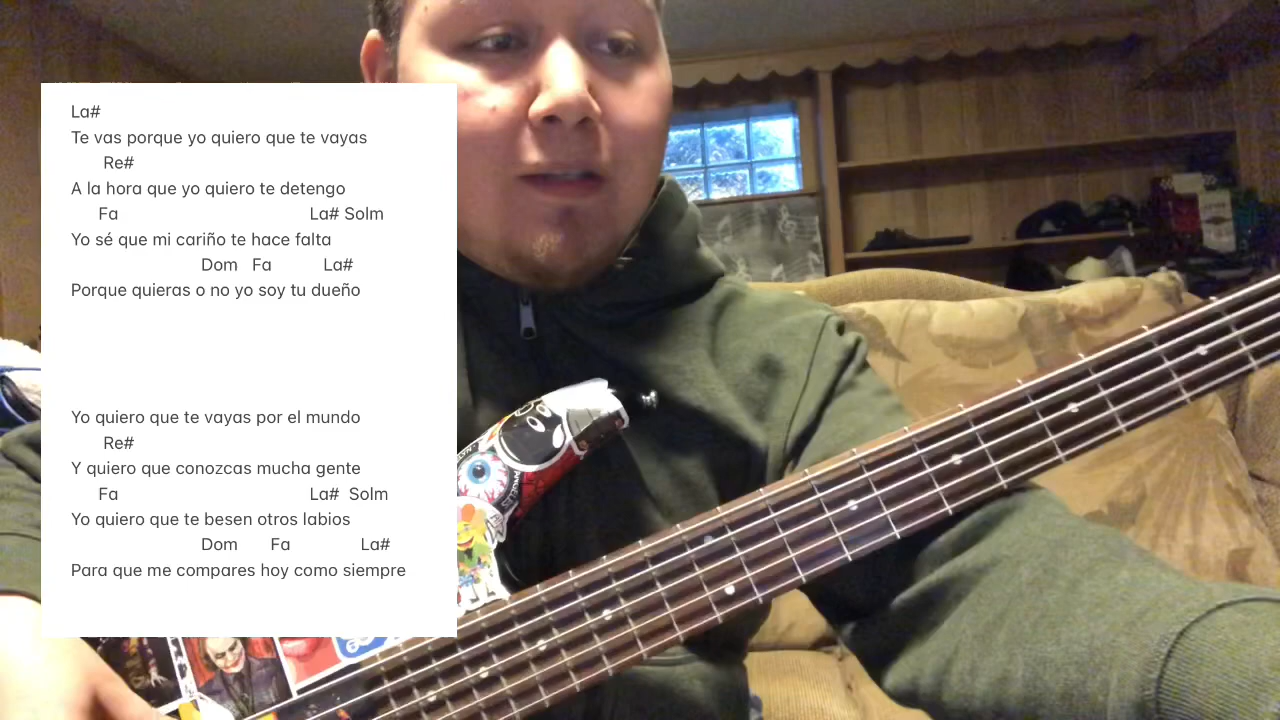 La#
Te vas porque yo quiero que te vayas
Re#
A la hora que yo quiero te detengo
Fa La# Solm
Yo sé que mi cariño te hace falta
Dom Fa La#
Porque quieras o no yo soy tu dueño
Yo quiero que te vayas por el mundo
Re#
Y quiero que conozcas mucha gente
Fa La# Solm
Yo quiero que te besen otros labios
Dom Fa La#
Para que me compares hoy como siempre